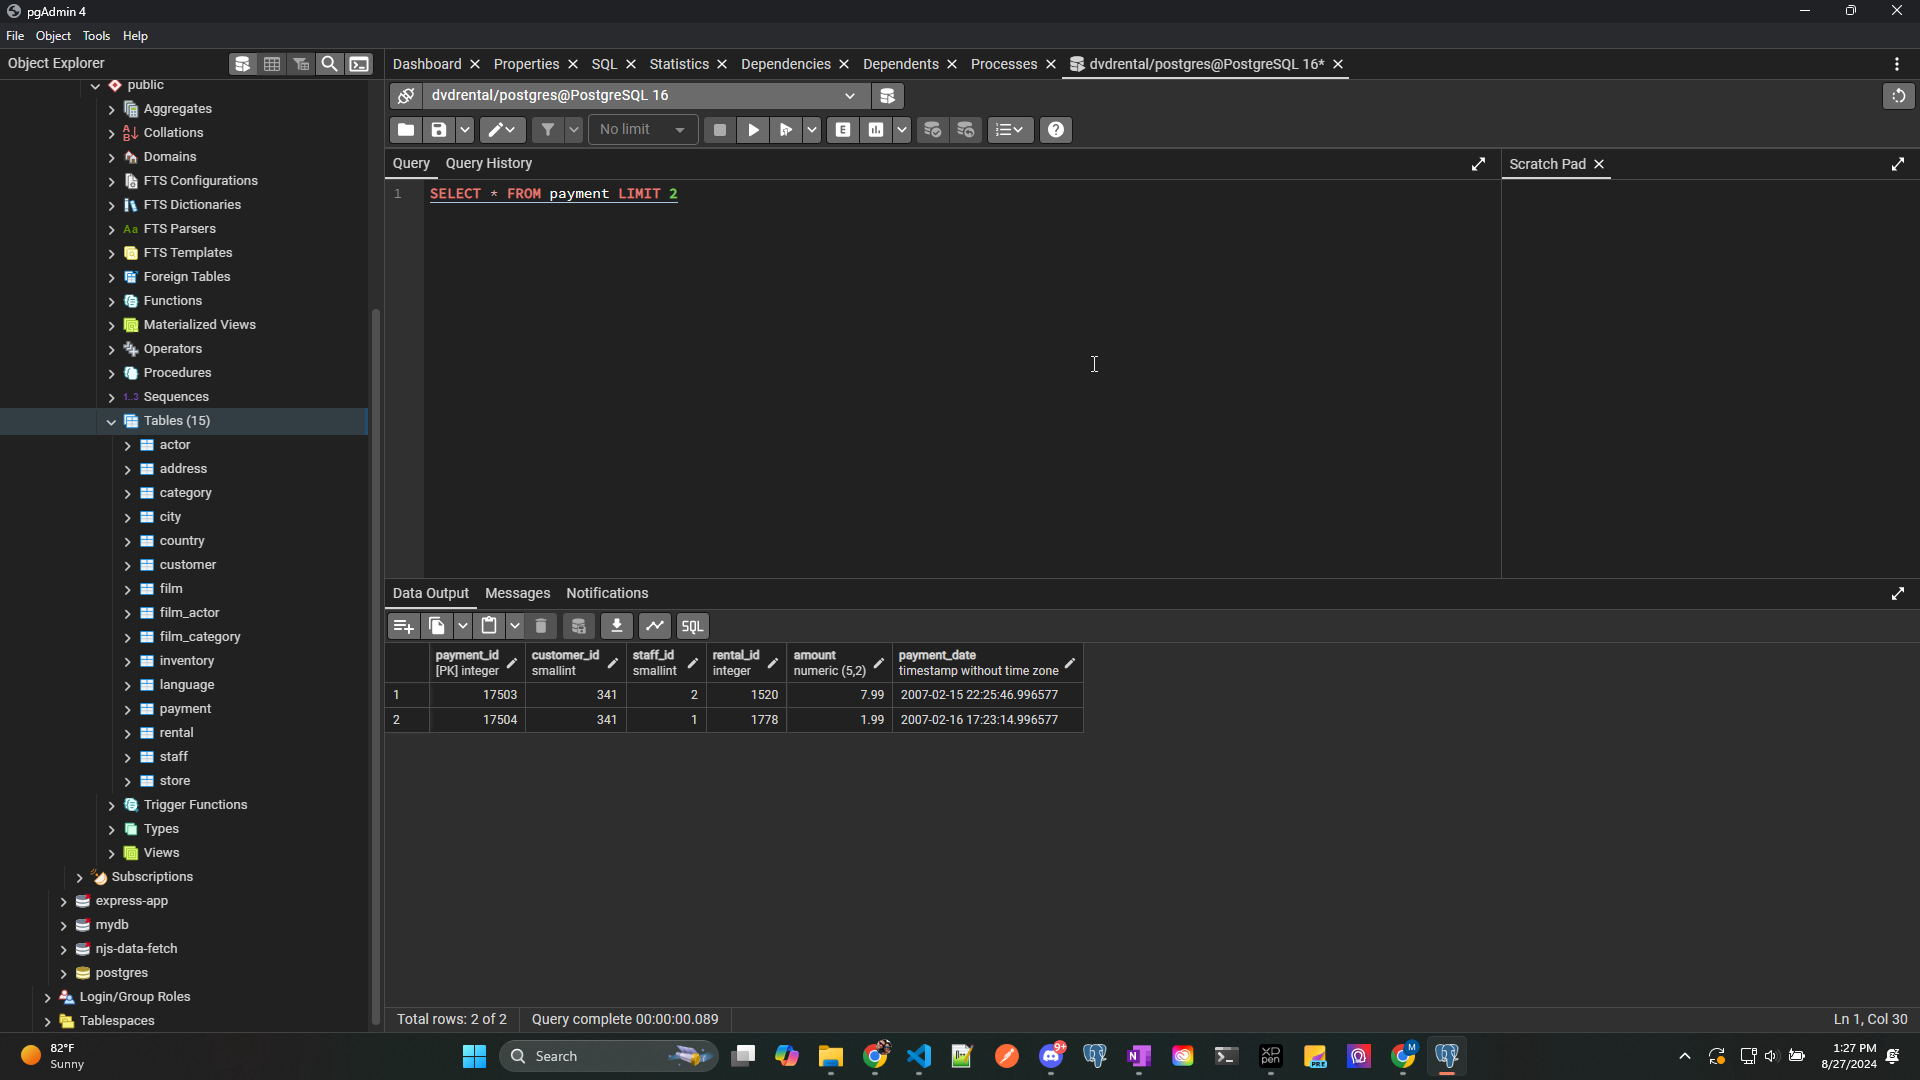 pgAdmin 4
File Object Tools Help
Object Explorer
Dashboard Properties SQL Statistics Dependencies Dependents Processes dvdrental/postgres@PostgreSQL 16*
public
Aggregates
Collations
Domains
FTS Configurations
FTS Dictionaries
Aa FTS Parsers
FTS Templates
Foreign Tables
Functions
Materialized Views
Operators
Procedures
1..3 Sequences
Tables (15)
actor
address
category
city
country
customer
film
film_actor
film_category
inventory
language
payment
rental
staff
store
Trigger Functions
Types
Views
Subscriptions
express-app
mydb
njs-data-fetch
postgres
Login/Group Roles
Tablespaces
dvdrental/postgres@PostgreSQL 16
No limit
E
Query Query History
Scratch Pad
1 SELECT * FROM payment LIMIT 2
Data Output Messages Notifications
SQL
payment_id customer_id staff_id rental_id amount payment_date
[PK] integer smallint smallint integer numeric (5,2) timestamp without time zone
1 17503 341 2 1520 7.99 2007-02-15 22:25:46.996577
2 17504 341 1 1778 1.99 2007-02-16 17:23:14.996577
Total rows: 2 of 2 Query complete 00:00:00.089
Ln 1, Col 30
82°F
Sunny
Search
9+
XP
pen
PRE
M
1:27 PM
8/27/2024